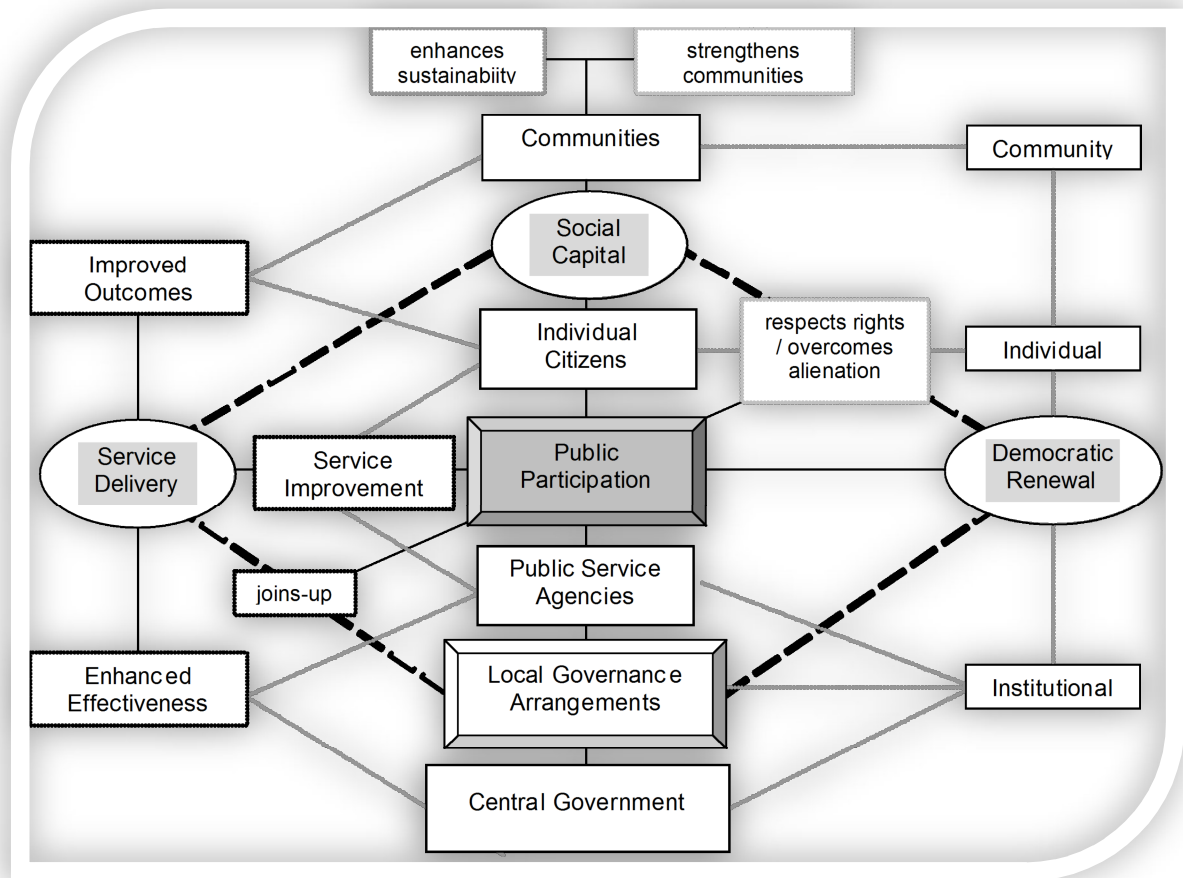 enhances
sustainabiity
strengthens
communities
Communities
Community
Social
Capital
Improved
Outcomes
respects rights
/ overcomes
alienation
Individual
Citizens
Individual
Service
Delivery
Service
Improvement
Public
Participation
Democratic
Renewal
joins-up
Public Service
Agencies
Enhanced
Effectiveness
Local Governance
Arrangements
Institutional
Central Government